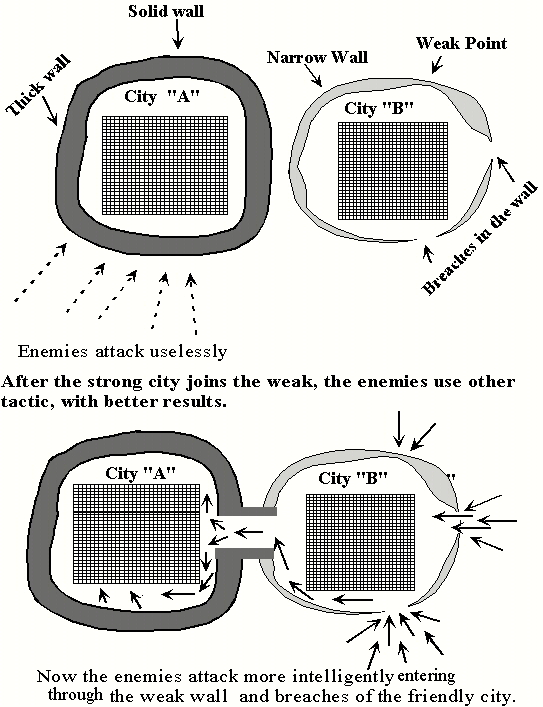 Solid wall
Thick wall
City "A"
Narrow Wall
Weak Point
City "B"
Breaches in the wall
Enemies attack uselessly
After the strong city joins the weak, the enemies use other
tactic, with better results.
City "A"
City "B"
"
Now the enemies attack more intelligently entering
through the weak wall and breaches of the friendly city.